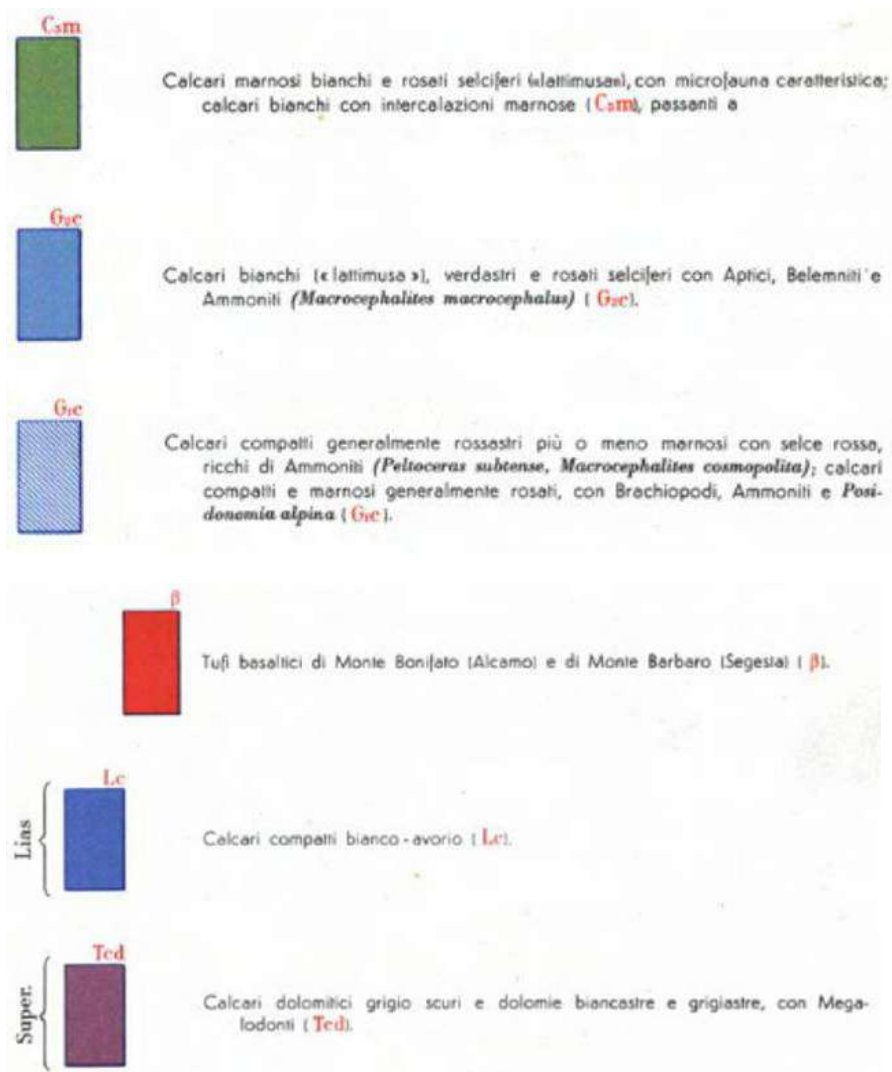 C₅m
Calcari marnosi bianchi e rosati selciferi («lattimusa»), con microfauna caratteristica;
calcari bianchi con intercalazioni marnose (C₅m), passanti a
G₂c
Calcari bianchi («lattimusa»), verdastri e rosati selciferi con Aptici, Belemniti e
Ammoniti (Macrocephalites macrocephalus) (G₂c).
G₁c
Calcari compatti generalmente rossastri più o meno marnosi con selce rossa,
ricchi di Ammoniti (Peltoceras subtense, Macrocephalites cosmopolita); calcari
compatti e marnosi generalmente rosati, con Brachiopodi, Ammoniti e Posi-
donomia alpina (G₁c).
β
Tufi basaltici di Monte Bonifato (Alcamo) e di Monte Barbaro (Segesta) (β).
Lias
Lc
Calcari compatti bianco-avorio (Lc).
Super.
Tcd
Calcari dolomitici grigio scuri e dolomie biancastre e grigiastre, con Mega-
lodonti (Tcd).